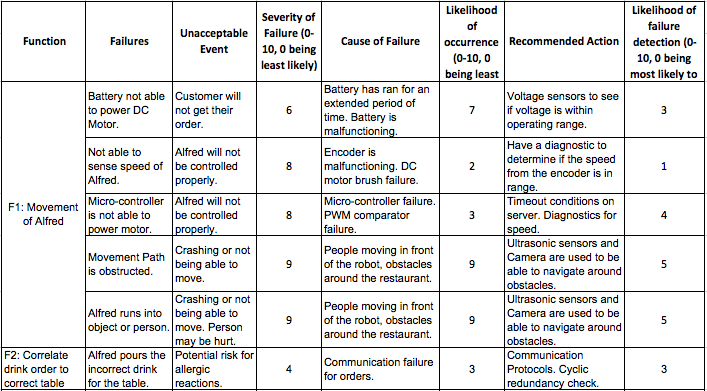 Function
Failures
Unacceptable
Event
Severity of
Failure (0-
10, 0 being
least likely)
Cause of Failure
Likelihood
of
occurrence
(0-10, 0
being least
Recommended Action
Likelihood of
failure
detection (0-
10, 0 being
most likely to
F1: Movement
of Alfred
Battery not able
to power DC
Motor.
Customer will
not get their
order.
6
Battery has ran for an
extended period of
time. Battery is
malfunctioning.
7
Voltage sensors to see
if voltage is within
operating range.
3
Not able to
sense speed of
Alfred.
Alfred will not
be controlled
properly.
8
Encoder is
malfunctioning. DC
motor brush failure.
2
Have a diagnostic to
determine if the speed
from the encoder is in
range.
1
Micro-controller
is not able to
power motor.
Alfred will not
be controlled
properly.
8
Micro-controller failure.
PWM comparator
failure.
3
Timeout conditions on
server. Diagnostics for
speed.
4
Movement Path
is obstructed.
Crashing or not
being able to
move.
9
People moving in front
of the robot, obstacles
around the restaurant.
9
Ultrasonic sensors and
Camera are used to be
able to navigate around
obstacles.
5
Alfred runs into
object or person.
Crashing or not
being able to
move. Person
may be hurt.
9
People moving in front
of the robot, obstacles
around the restaurant.
9
Ultrasonic sensors and
Camera are used to be
able to navigate around
obstacles.
5
F2: Correlate
drink order to
correct table
Alfred pours the
incorrect drink
for the table.
Potential risk for
allergic
reactions.
4
Communication failure
for orders.
3
Communication
Protocols. Cyclic
redundancy check.
3